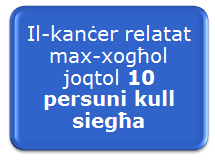 Il-kanċer relatat
max-xogħol
joqtol 10
persuni kull
siegħa